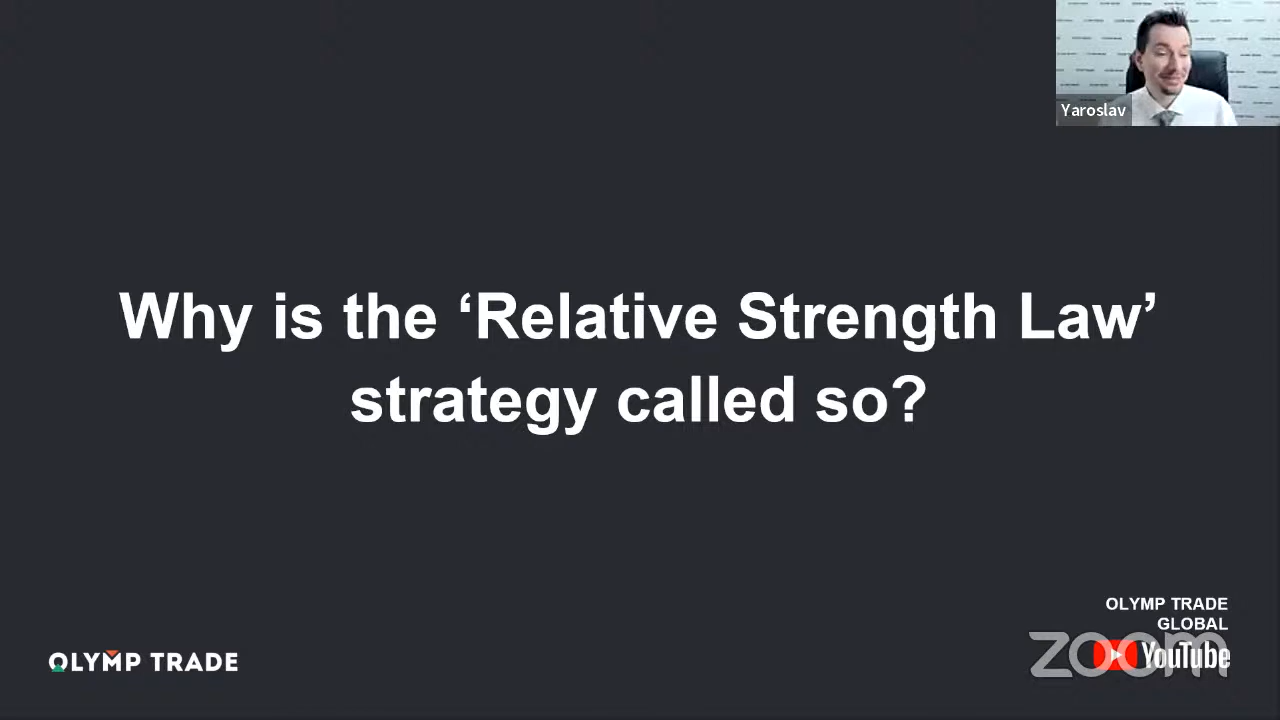 Yaroslav
Why is the ‘Relative Strength Law’
strategy called so?
OLYMP TRADE
GLOBAL
zoom
YouTube
OLYMP TRADE